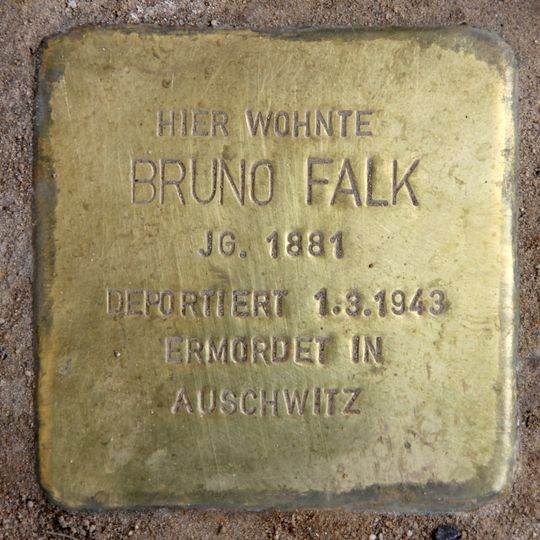 HIER WOHNTE
BRUNO FALK
JG. 1881
DEPORTIERT 1.3.1943
ERMORDET IN
AUSCHWITZ